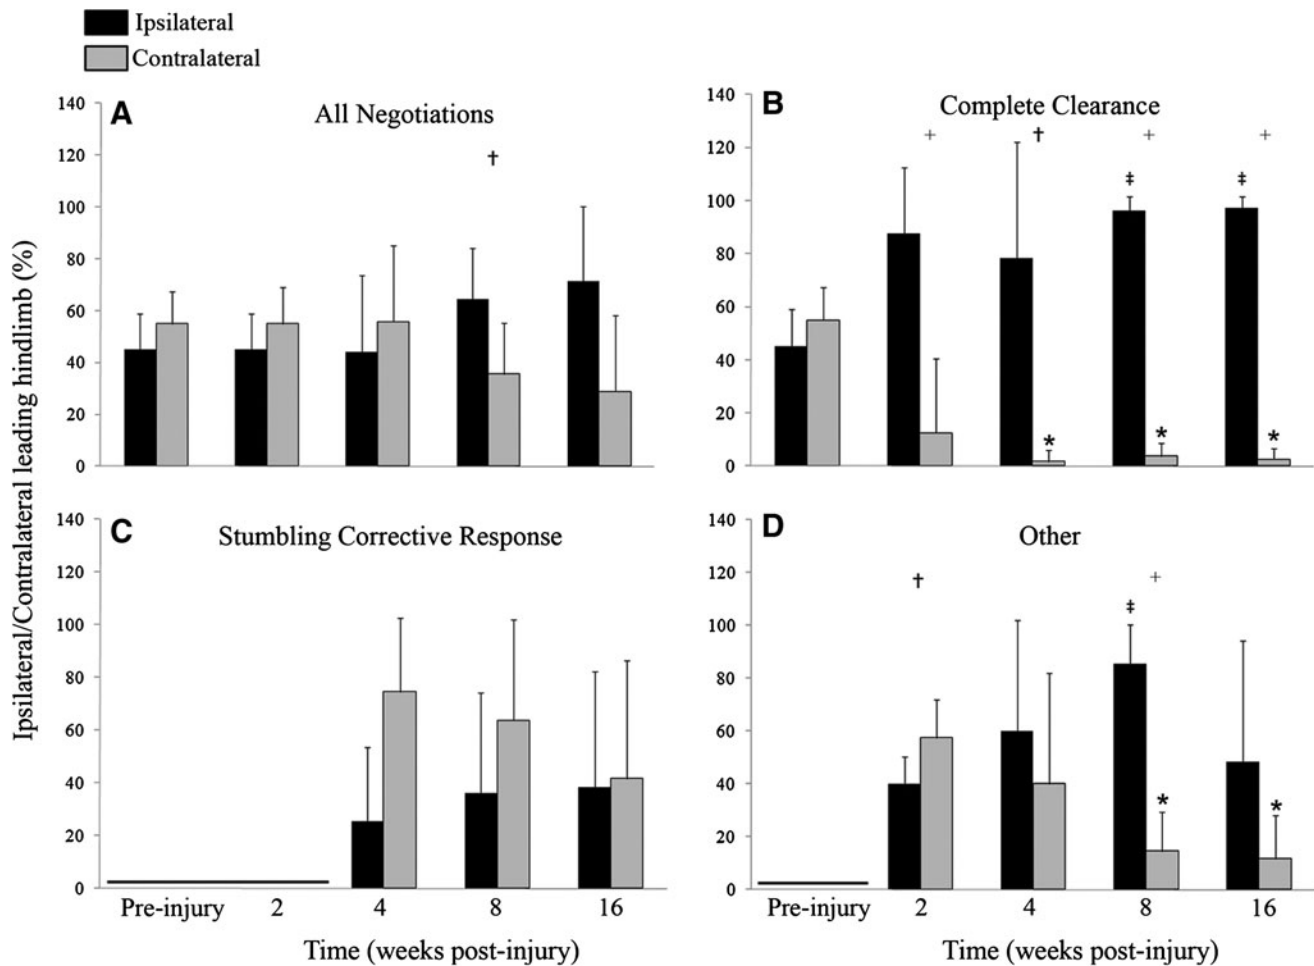 Ipsilateral
Contralateral
Ipsilateral/Contralateral leading hindlimb (%)
A
All Negotiations
140
120
100
80
60
40
20
0
†
B
Complete Clearance
140
120
100
80
60
40
20
0
+ † + +
‡ ‡
* * *
C
Stumbling Corrective Response
140
120
100
80
60
40
20
0
Pre-injury 2 4 8 16
Time (weeks post-injury)
D
Other
140
120
100
80
60
40
20
0
† +
‡
* *
Pre-injury 2 4 8 16
Time (weeks post-injury)